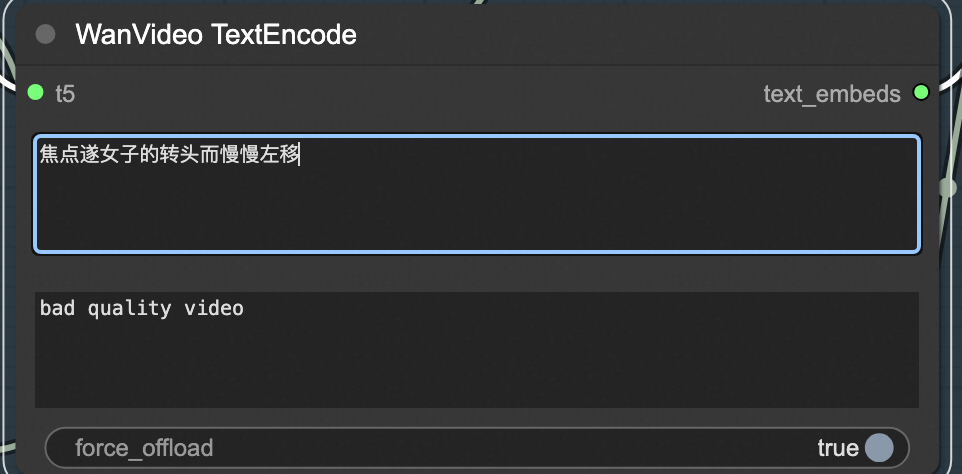 WanVideo TextEncode
t5
text_embeds
焦点遂女子的转头而慢慢左移
bad quality video
force_offload
true